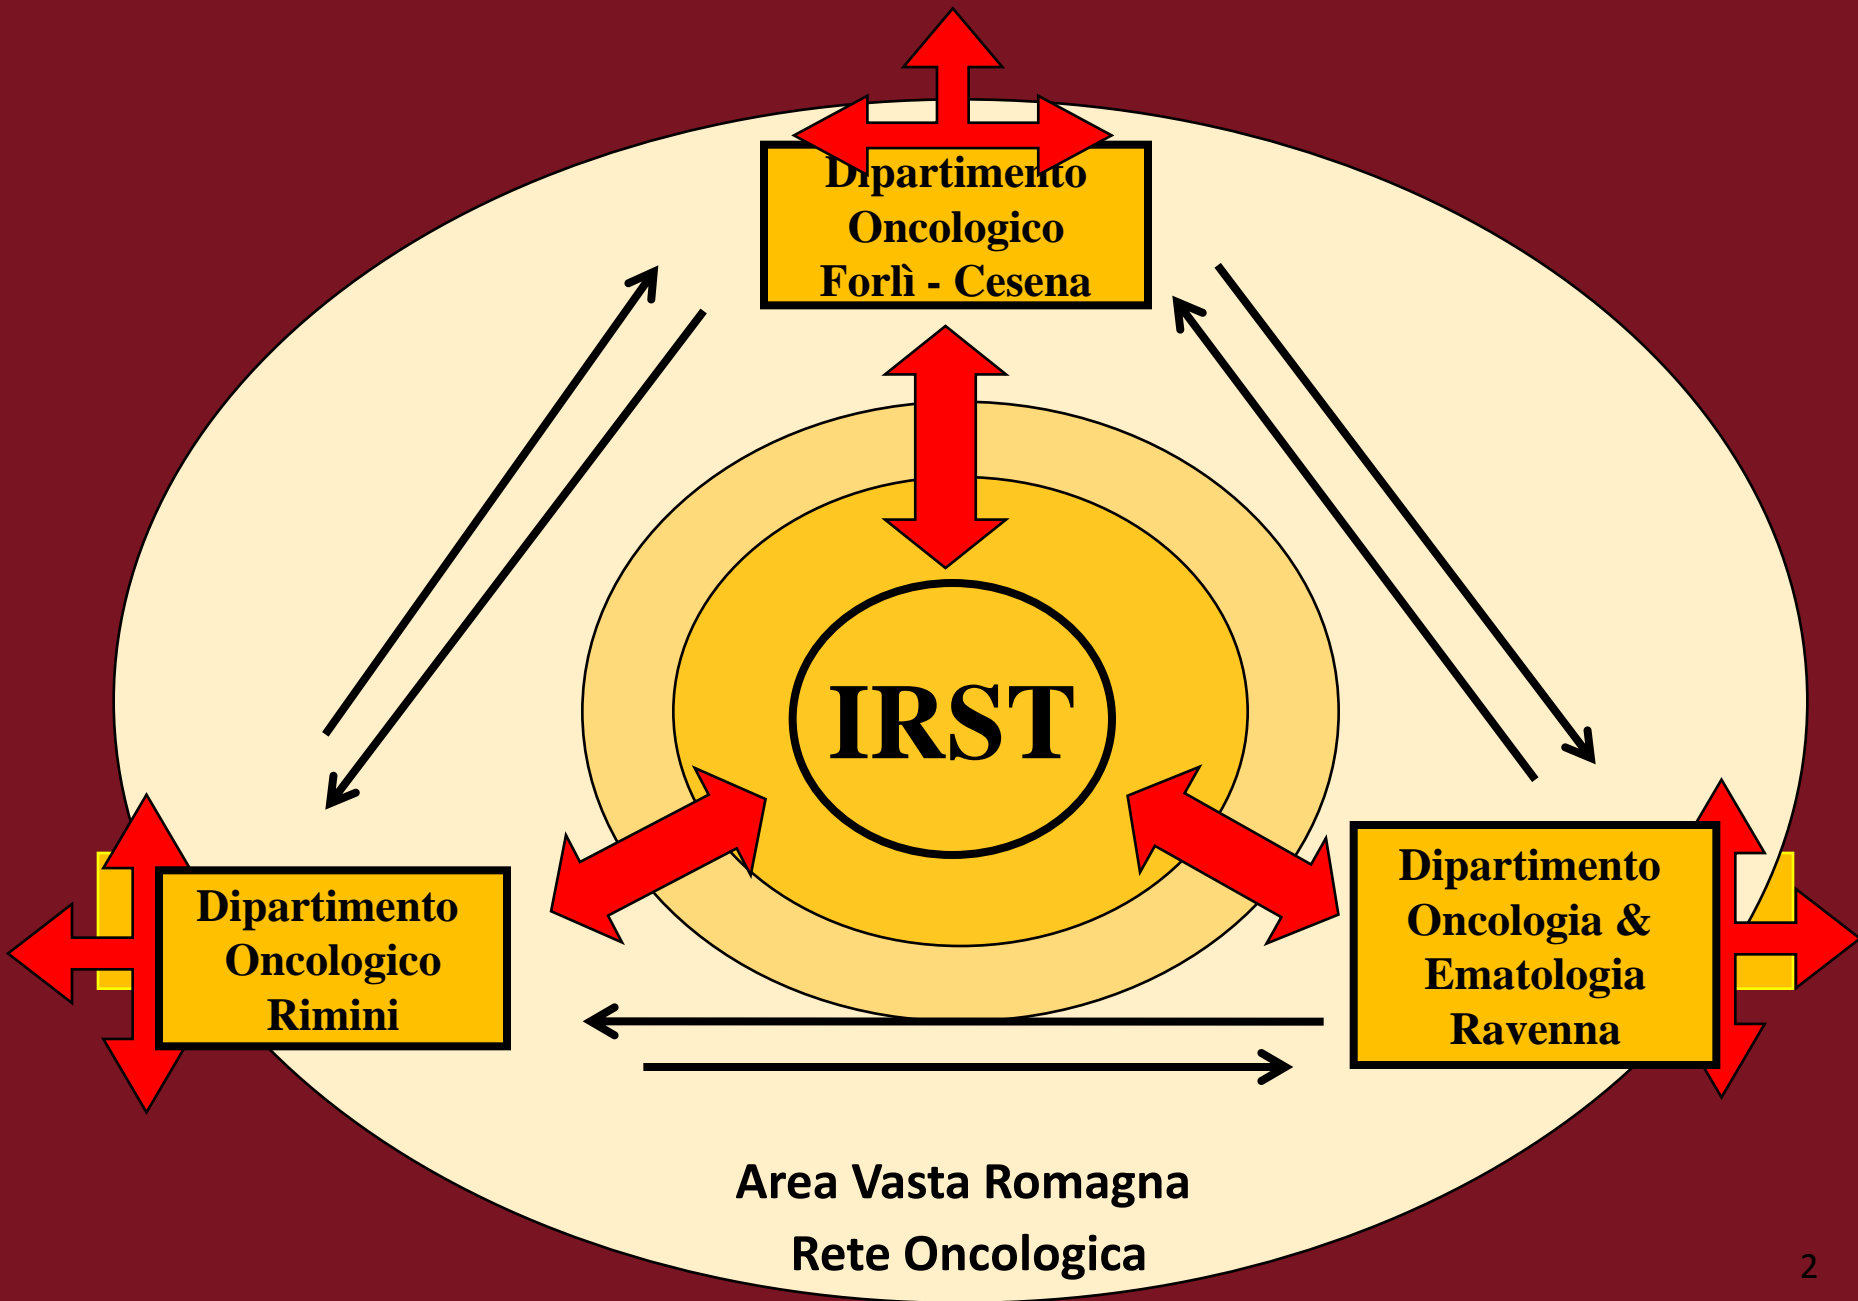 Dipartimento
Oncologico
Forlì - Cesena
IRST
Dipartimento
Oncologico
Rimini
Dipartimento
Oncologia &
Ematologia
Ravenna
Area Vasta Romagna
Rete Oncologica
2